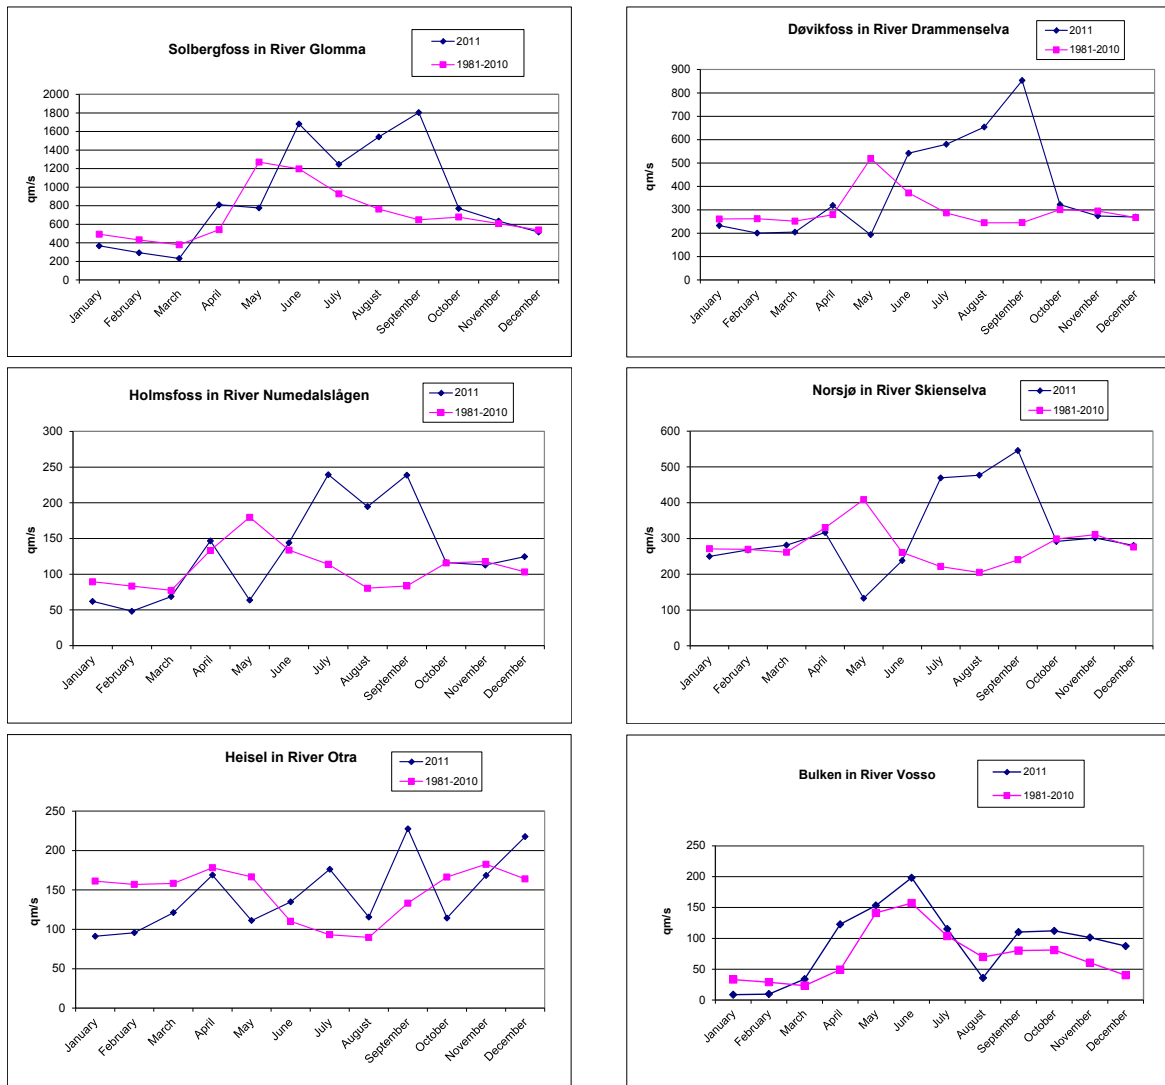 Solbergfoss in River Glomma
2011
1981-2010
qm/s
2000
1800
1600
1400
1200
1000
800
600
400
200
0
January
February
March
April
May
June
July
August
September
October
November
December
Døvikfoss in River Drammenselva
2011
1981-2010
qm/s
900
800
700
600
500
400
300
200
100
0
January
February
March
April
May
June
July
August
September
October
November
December
Holmsfoss in River Numedalslågen
2011
1981-2010
qm/s
300
250
200
150
100
50
0
January
February
March
April
May
June
July
August
September
October
November
December
Norsjø in River Skienselva
2011
1981-2010
qm/s
600
500
400
300
200
100
0
January
February
March
April
May
June
July
August
September
October
November
December
Heisel in River Otra
2011
1981-2010
qm/s
250
200
150
100
50
0
January
February
March
April
May
June
July
August
September
October
November
December
Bulken in River Vosso
2011
1981-2010
qm/s
250
200
150
100
50
0
January
February
March
April
May
June
July
August
September
October
November
December